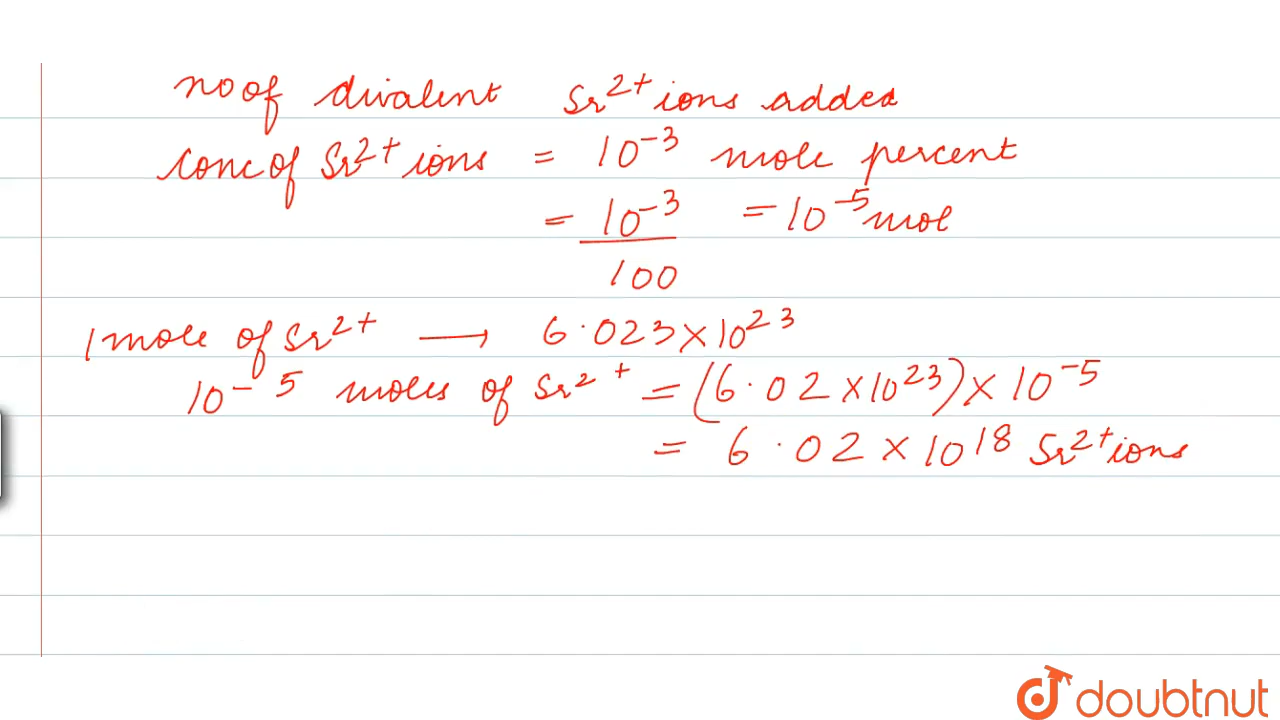 no of divalent Sr²⁺ ions added
conc of Sr²⁺ ions = 10⁻³ mole percent
= 10⁻³/100 = 10⁻⁵ mol
1 mole of Sr²⁺ → 6.023×10²³
10⁻⁵ moles of Sr²⁺ = (6.02×10²³)×10⁻⁵
= 6.02×10¹⁸ Sr²⁺ ions
doubtnut